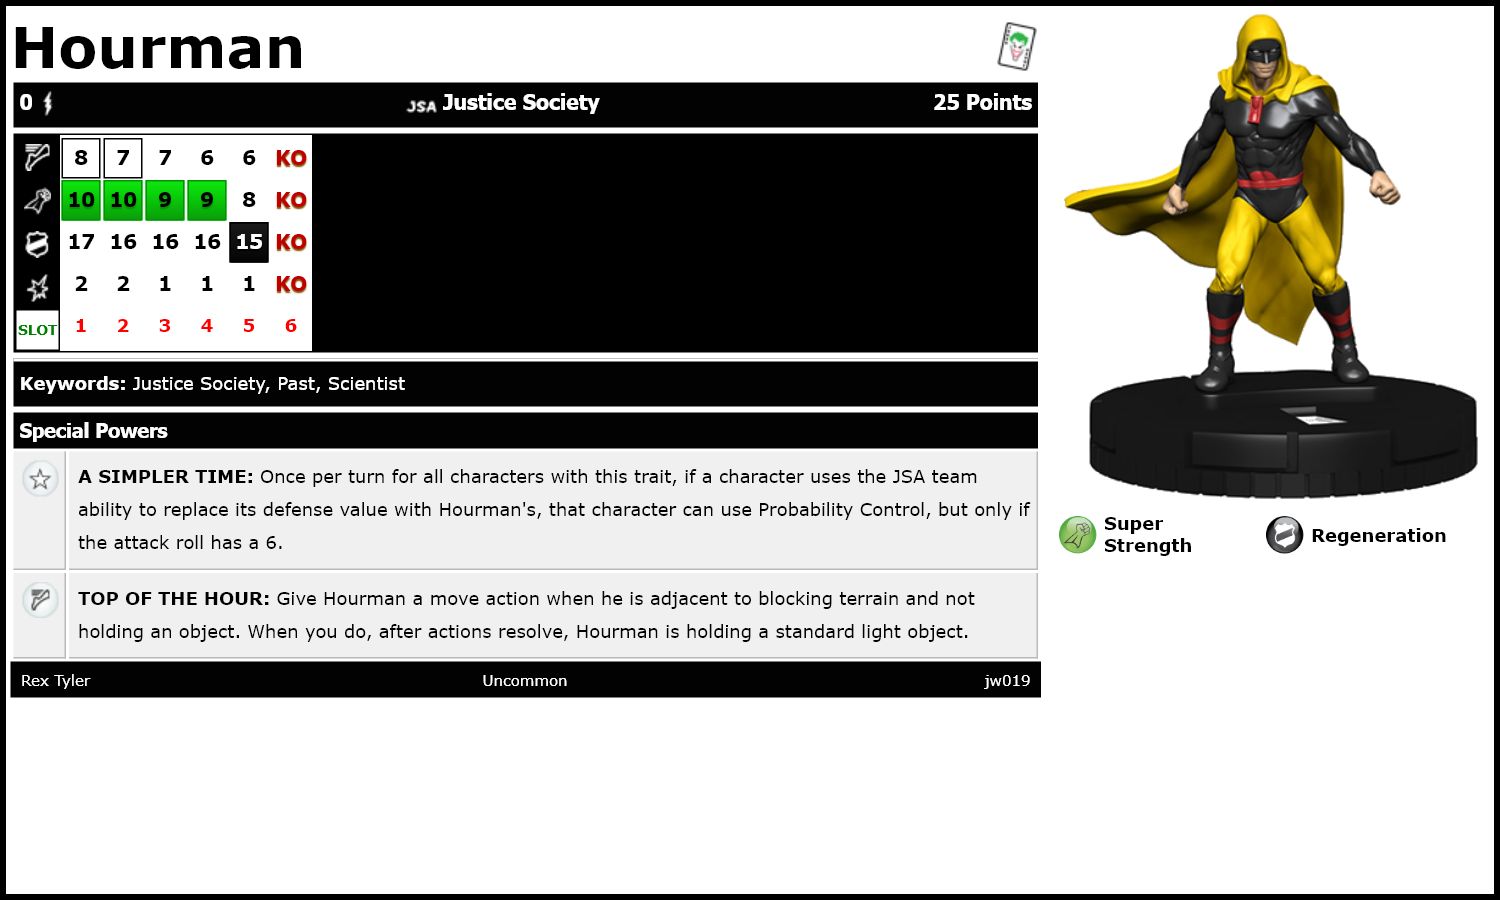 Hourman
0 JSA Justice Society 25 Points
8 7 7 6 6 KO
10 10 9 9 8 KO
17 16 16 16 15 KO
2 2 1 1 1 KO
SLOT 1 2 3 4 5 6
Keywords: Justice Society, Past, Scientist
Special Powers
A SIMPLER TIME: Once per turn for all characters with this trait, if a character uses the JSA team
ability to replace its defense value with Hourman's, that character can use Probability Control, but only if
the attack roll has a 6.
TOP OF THE HOUR: Give Hourman a move action when he is adjacent to blocking terrain and not
holding an object. When you do, after actions resolve, Hourman is holding a standard light object.
Rex Tyler Uncommon jw019
Super
Strength
Regeneration